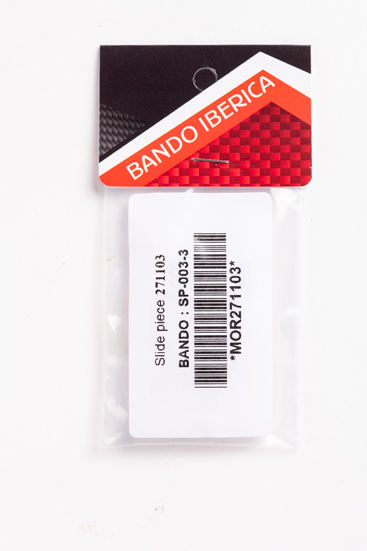 BANDO IBERICA
Slide piece 271103
BANDO : SP-003-3
*MOR271103*